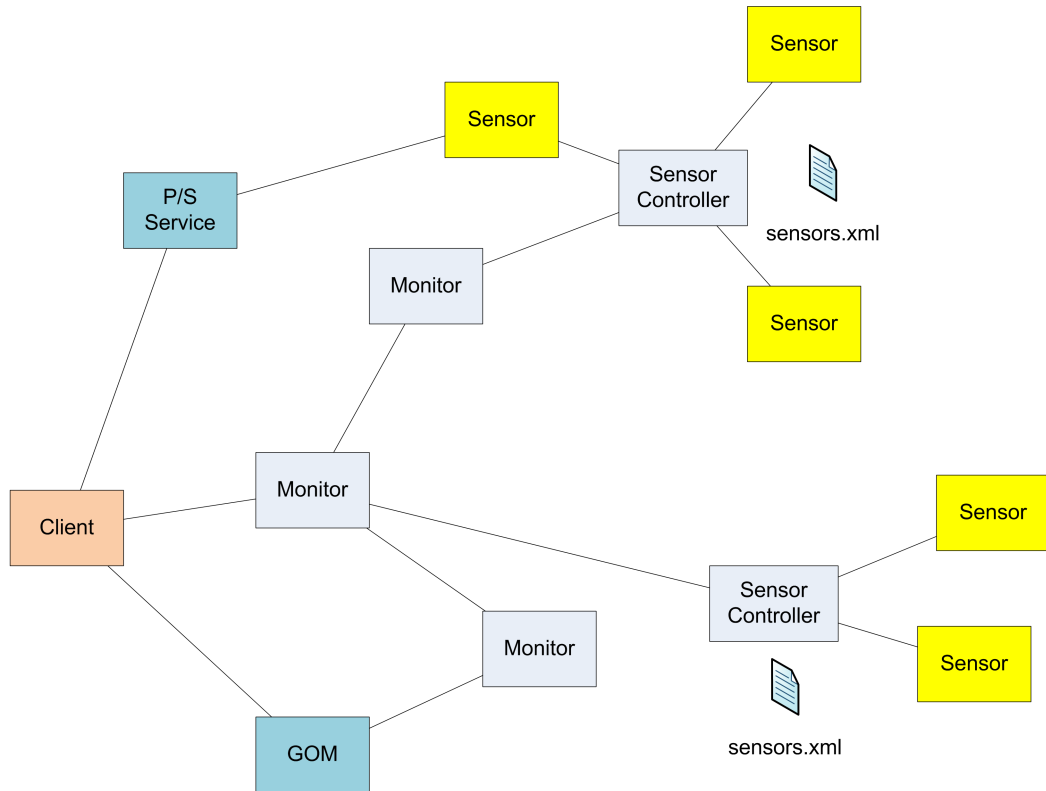 Sensor
Sensor
Sensor
Controller
P/S
Service
sensors.xml
Monitor
Sensor
Monitor
Client
Sensor
Sensor
Controller
Monitor
Sensor
GOM
sensors.xml